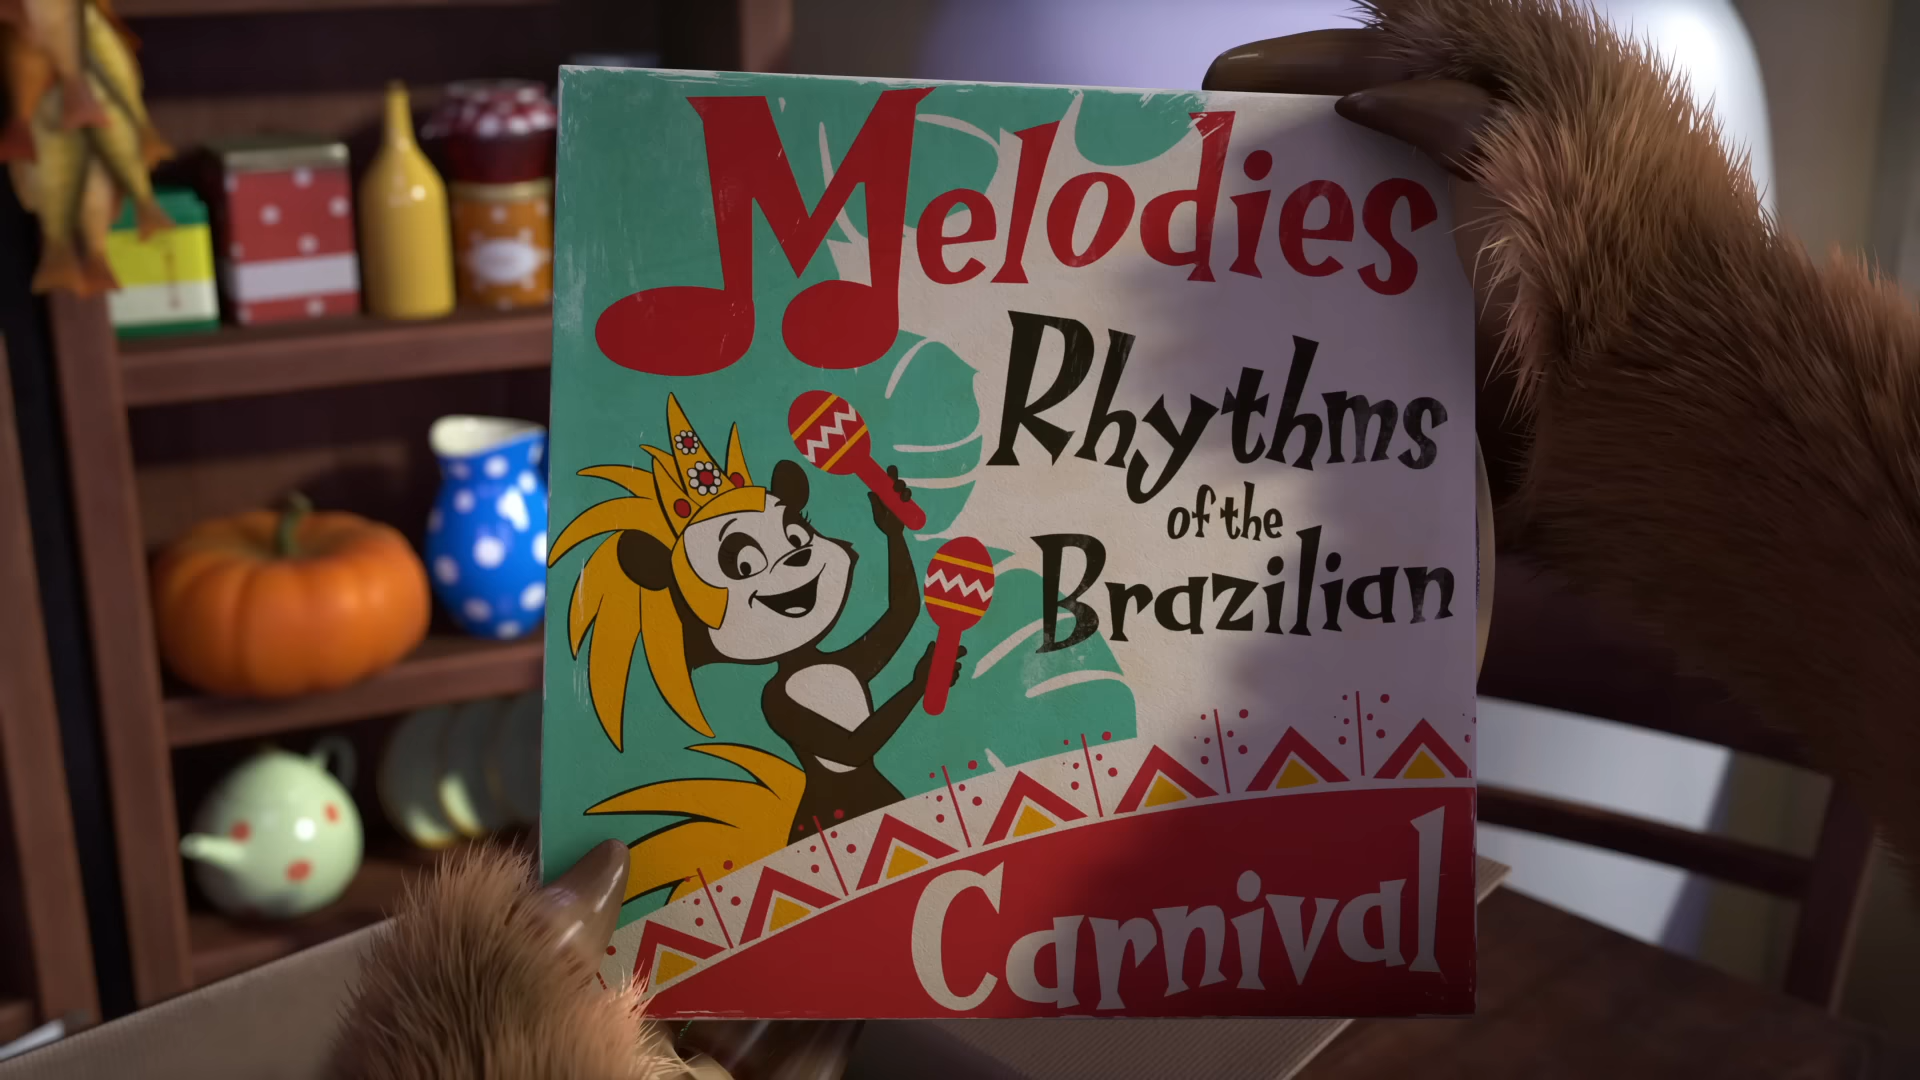 Melodies
Rhythms
of the
Brazilian
Carnival